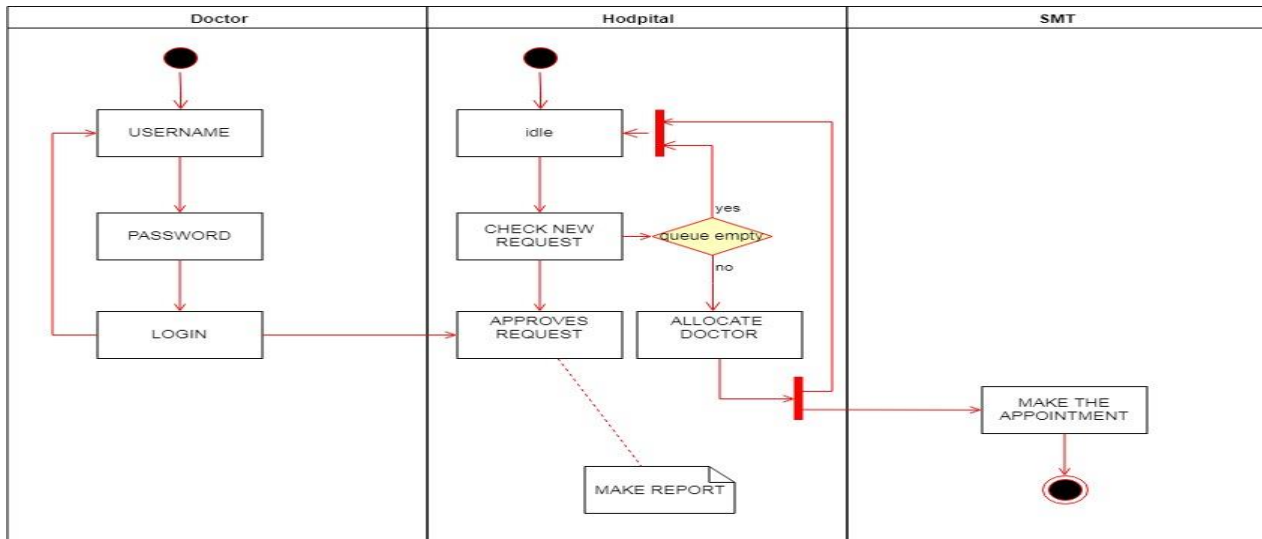 Doctor
Hodpital
SMT
USERNAME
idle
yes
PASSWORD
CHECK NEW
REQUEST
queue empty
no
LOGIN
APPROVES
REQUEST
ALLOCATE
DOCTOR
MAKE THE
APPOINTMENT
MAKE REPORT